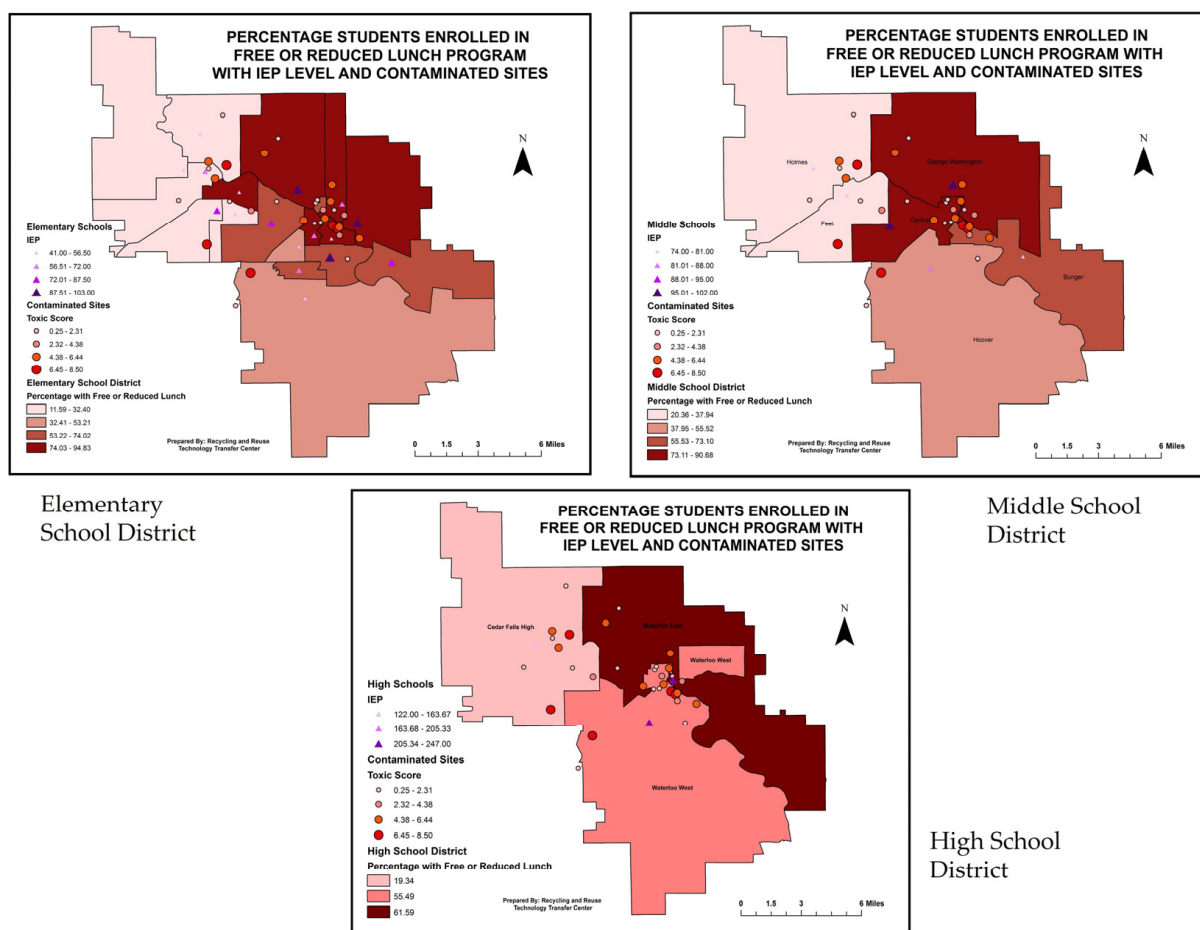 PERCENTAGE STUDENTS ENROLLED IN
FREE OR REDUCED LUNCH PROGRAM
WITH IEP LEVEL AND CONTAMINATED SITES
N
Elementary Schools
IEP
41.00 - 56.50
56.51 - 72.00
72.01 - 87.50
87.51 - 103.00
Contaminated Sites
Toxic Score
0.25 - 2.31
2.32 - 4.38
4.38 - 6.44
6.45 - 8.50
Elementary School District
Percentage with Free or Reduced Lunch
11.59 - 32.40
32.41 - 53.21
53.22 - 74.02
74.03 - 94.83
Prepared By: Recycling and Reuse
Technology Transfer Center
0 1.5 3 6 Miles
Elementary
School District
PERCENTAGE STUDENTS ENROLLED IN
FREE OR REDUCED LUNCH PROGRAM WITH
IEP LEVEL AND CONTAMINATED SITES
N
Holmes
George Washington
Peet
Central
Bunger
Hoover
Middle Schools
IEP
74.00 - 81.00
81.01 - 88.00
88.01 - 95.00
95.01 - 102.00
Contaminated Sites
Toxic Score
0.25 - 2.31
2.32 - 4.38
4.38 - 6.44
6.45 - 8.50
Middle School District
Percentage with Free or Reduced Lunch
20.36 - 37.94
37.95 - 55.52
55.53 - 73.10
73.11 - 90.68
Prepared By: Recycling and Reuse
Technology Transfer Center
0 1.5 3 6 Miles
Middle School
District
PERCENTAGE STUDENTS ENROLLED IN
FREE OR REDUCED LUNCH PROGRAM WITH
IEP LEVEL AND CONTAMINATED SITES
N
Cedar Falls High
Waterloo East
Waterloo West
Waterloo West
High Schools
IEP
122.00 - 163.67
163.68 - 205.33
205.34 - 247.00
Contaminated Sites
Toxic Score
0.25 - 2.31
2.32 - 4.38
4.38 - 6.44
6.45 - 8.50
High School District
Percentage with Free or Reduced Lunch
19.34
55.49
61.59
Prepared By: Recycling and Reuse
Technology Transfer Center
0 1.5 3 6 Miles
High School
District